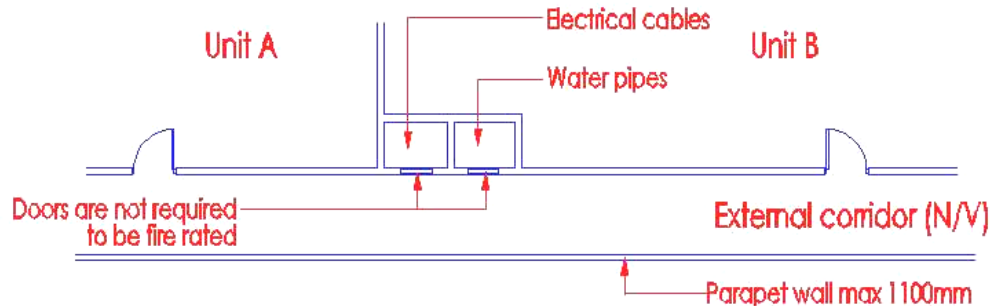 Electrical cables
Unit A
Unit B
Water pipes
Doors are not required
to be fire rated
External corridor (N/V)
Parapet wall max 1100mm